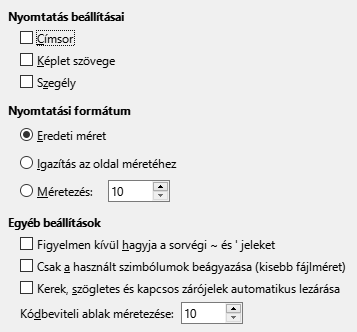 Nyomtatás beállításai
Címsor
Képlet szövege
Szegély
Nyomtatási formátum
Eredeti méret
Igazítás az oldal méretéhez
Méretezés: 10
Egyéb beállítások
Figyelmen kívül hagyja a sorvégi ~ és ' jeleket
Csak a használt szimbólumok beágyazása (kisebb fájlméret)
Kerek, szögletes és kapcsos zárójelek automatikus lezárása
Kódbeviteli ablak méretezése: 10